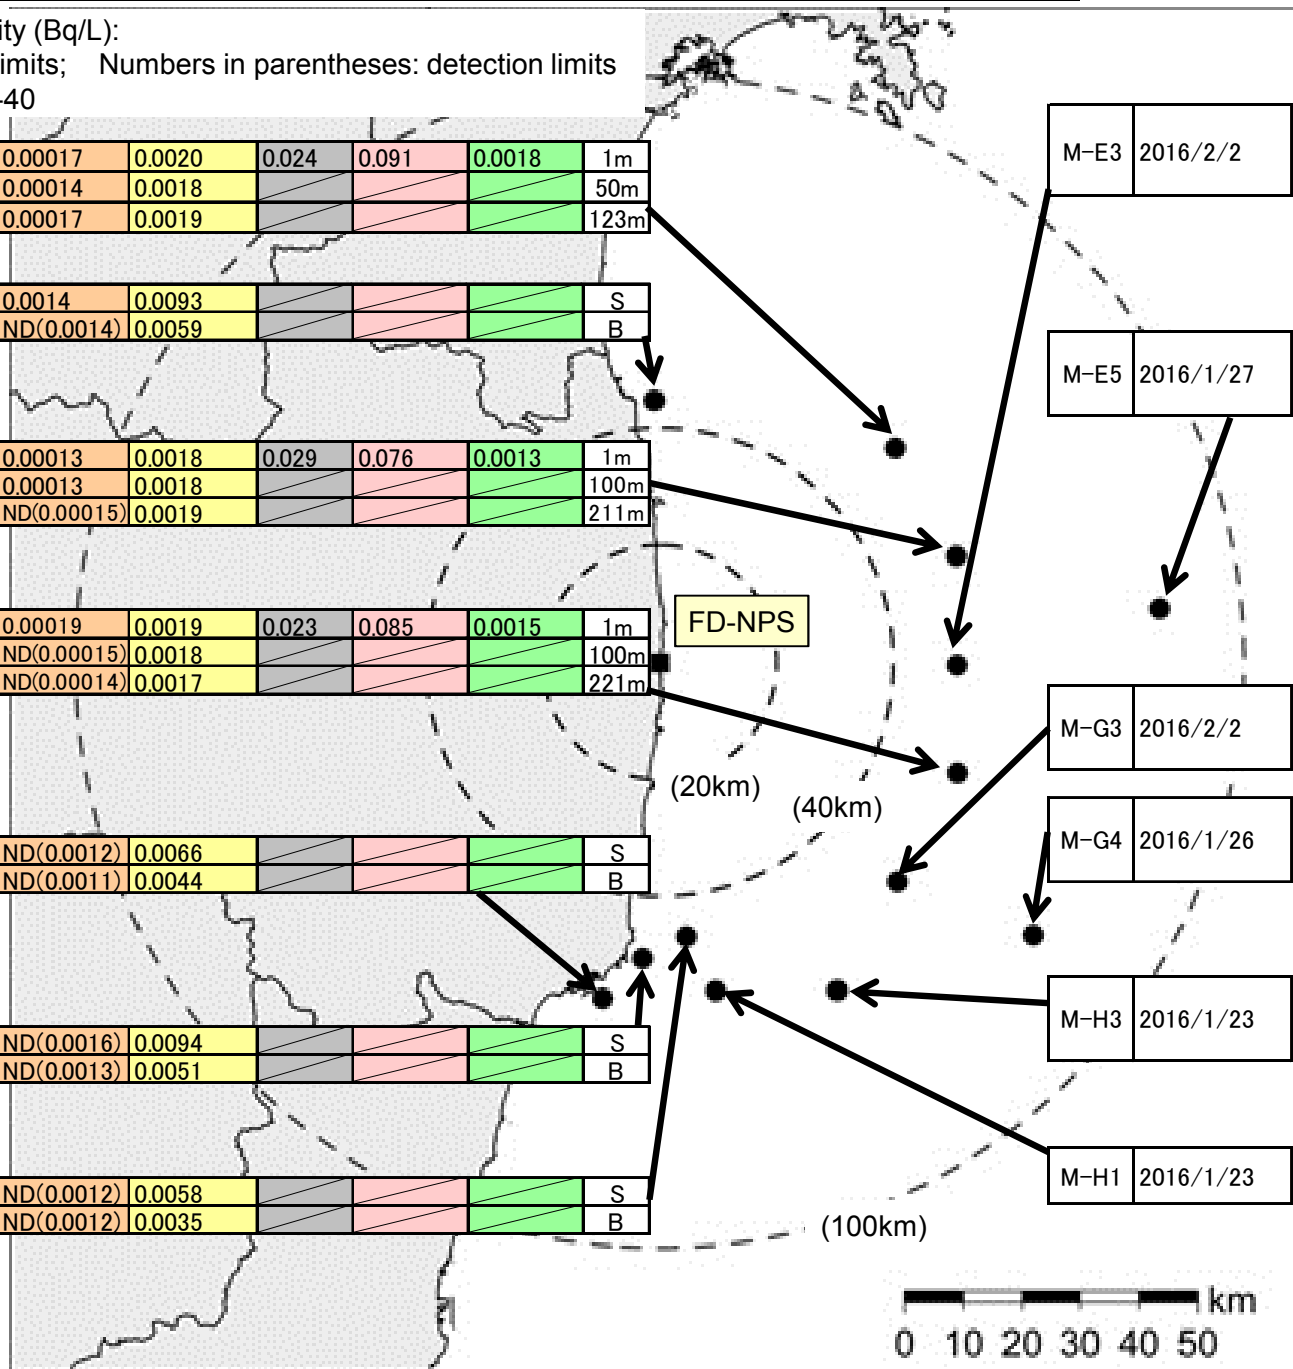 ity (Bq/L):
imits; Numbers in parentheses: detection limits
-40
0.00017 0.0020 0.024 0.091 0.0018 1m
0.00014 0.0018 50m
0.00017 0.0019 123m
M-E3 2016/2/2
0.0014 0.0093 S
ND(0.0014) 0.0059 B
M-E5 2016/1/27
0.00013 0.0018 0.029 0.076 0.0013 1m
0.00013 0.0018 100m
ND(0.00015) 0.0019 211m
FD-NPS
0.00019 0.0019 0.023 0.085 0.0015 1m
ND(0.00015) 0.0018 100m
ND(0.00014) 0.0017 221m
M-G3 2016/2/2
(20km)
(40km)
M-G4 2016/1/26
ND(0.0012) 0.0066 S
ND(0.0011) 0.0044 B
M-H3 2016/1/23
ND(0.0016) 0.0094 S
ND(0.0013) 0.0051 B
M-H1 2016/1/23
ND(0.0012) 0.0058 S
ND(0.0012) 0.0035 B
(100km)
km
0 10 20 30 40 50